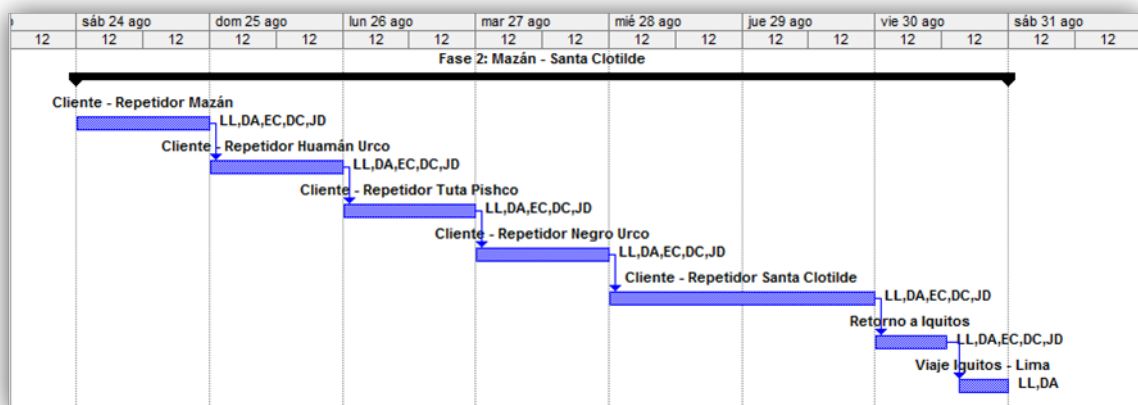 sáb 24 ago dom 25 ago lun 26 ago mar 27 ago mié 28 ago jue 29 ago vie 30 ago sáb 31 ago
12 12 12 12 12 12 12 12 12 12 12 12 12 12 12 12 12
Fase 2: Mazán - Santa Clotilde
Cliente - Repetidor Mazán
LL,DA,EC,DC,JD
Cliente - Repetidor Huamán Urco
LL,DA,EC,DC,JD
Cliente - Repetidor Tuta Pishco
LL,DA,EC,DC,JD
Cliente - Repetidor Negro Urco
LL,DA,EC,DC,JD
Cliente - Repetidor Santa Clotilde
LL,DA,EC,DC,JD
Retorno a Iquitos
LL,DA,EC,DC,JD
Viaje Iquitos - Lima
LL,DA